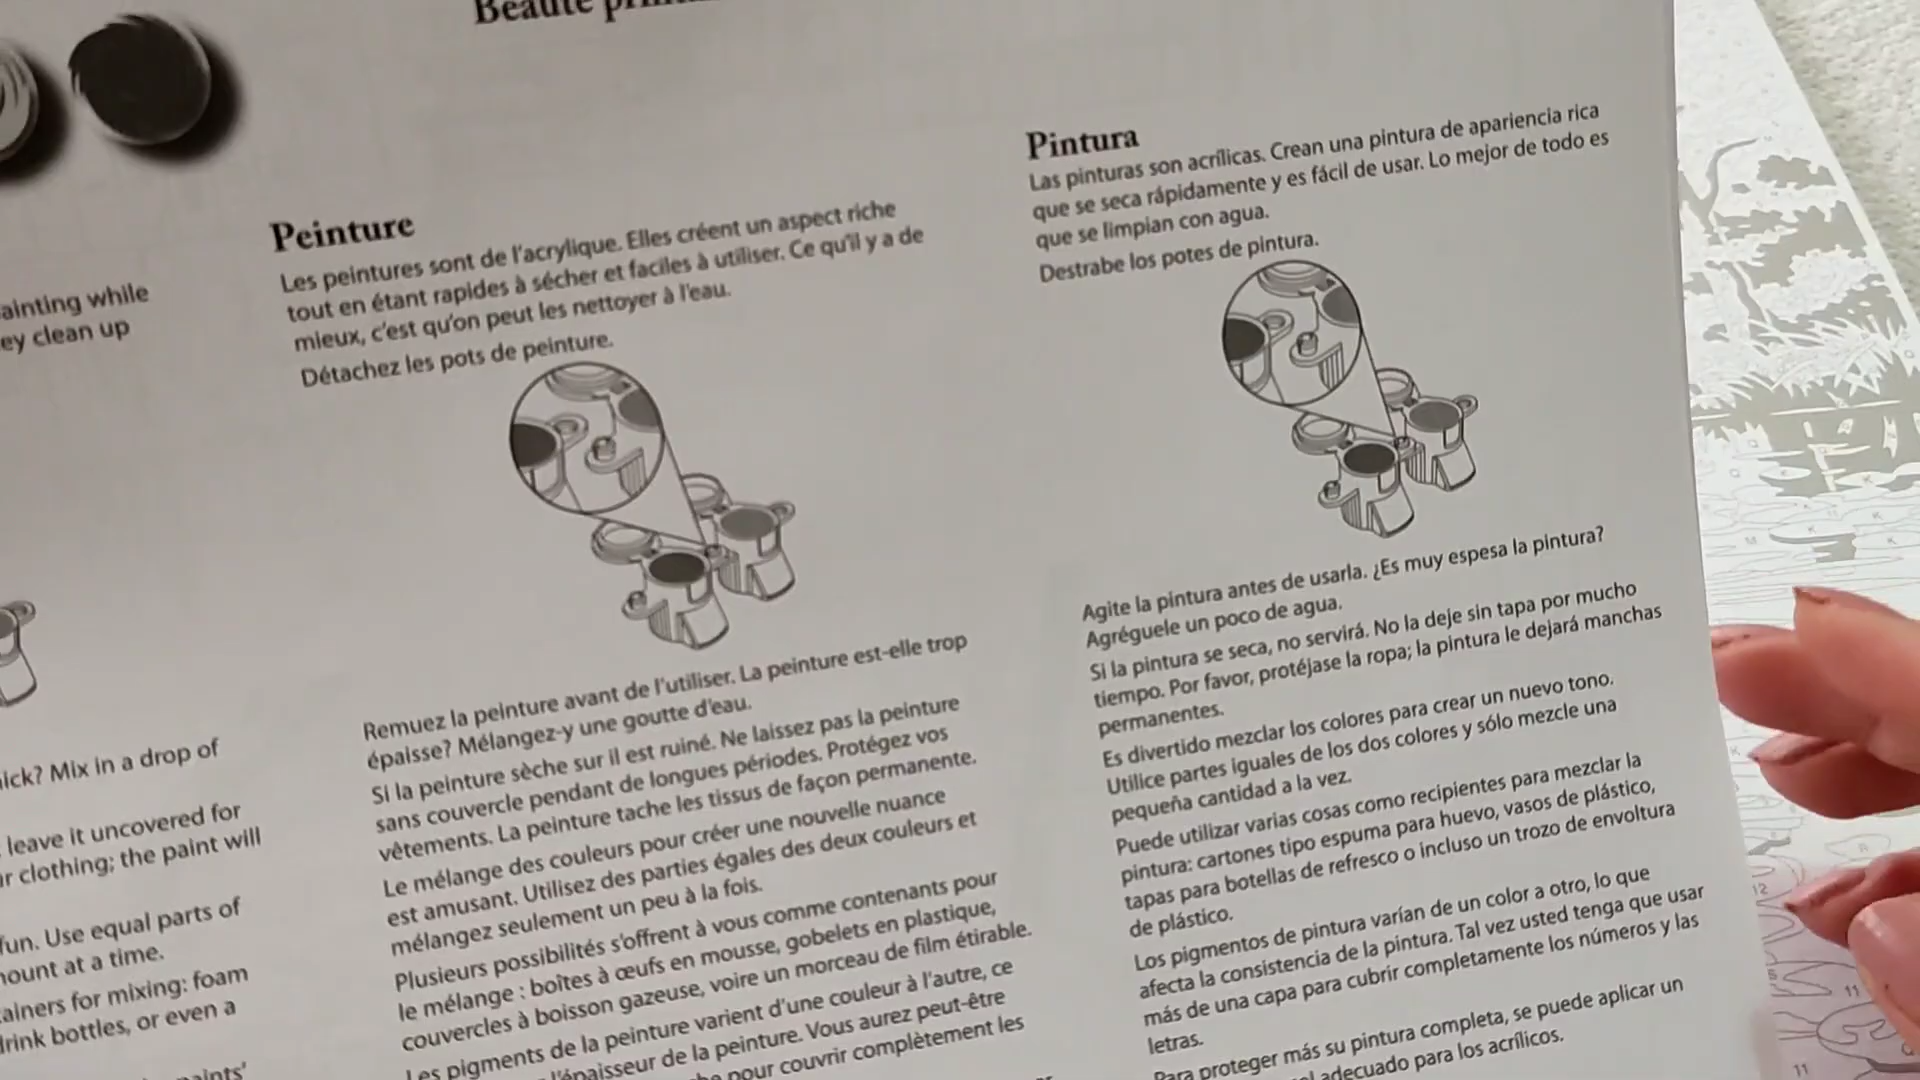 Beauté
ainting while
ey clean up
ick? Mix in a drop of
leave it uncovered for
r clothing; the paint will
fun. Use equal parts of
ount at a time.
ainers for mixing: foam
drink bottles, or even a
aints'
Peinture
Les peintures sont de l'acrylique. Elles créent un aspect riche
tout en étant rapides à sécher et faciles à utiliser. Ce qu'il y a de
mieux, c'est qu'on peut les nettoyer à l'eau.
Détachez les pots de peinture.
Remuez la peinture avant de l'utiliser. La peinture est-elle trop
épaisse? Mélangez-y une goutte d'eau.
Si la peinture sèche sur il est ruiné. Ne laissez pas la peinture
sans couvercle pendant de longues périodes. Protégez vos
vêtements. La peinture tache les tissus de façon permanente.
Le mélange des couleurs pour créer une nouvelle nuance
est amusant. Utilisez des parties égales des deux couleurs et
mélangez seulement un peu à la fois.
Plusieurs possibilités s'offrent à vous comme contenants pour
le mélange : boîtes à œufs en mousse, gobelets en plastique,
couvercles à boisson gazeuse, voire un morceau de film étirable.
Les pigments de la peinture varient d'une couleur à l'autre, ce
l'épaisseur de la peinture. Vous aurez peut-être
pour couvrir complètement les
Pintura
Las pinturas son acrílicas. Crean una pintura de apariencia rica
que se seca rápidamente y es fácil de usar. Lo mejor de todo es
que se limpian con agua.
Destrabe los potes de pintura.
Agite la pintura antes de usarla. ¿Es muy espesa la pintura?
Agréguele un poco de agua.
Si la pintura se seca, no servirá. No la deje sin tapa por mucho
tiempo. Por favor, protéjase la ropa; la pintura le dejará manchas
permanentes.
Es divertido mezclar los colores para crear un nuevo tono.
Utilice partes iguales de los dos colores y sólo mezcle una
pequeña cantidad a la vez.
Puede utilizar varias cosas como recipientes para mezclar la
pintura: cartones tipo espuma para huevo, vasos de plástico,
tapas para botellas de refresco o incluso un trozo de envoltura
de plástico.
Los pigmentos de pintura varían de un color a otro, lo que
afecta la consistencia de la pintura. Tal vez usted tenga que usar
más de una capa para cubrir completamente los números y las
letras.
Para proteger más su pintura completa, se puede aplicar un
adecuado para los acrílicos.
12
11
11